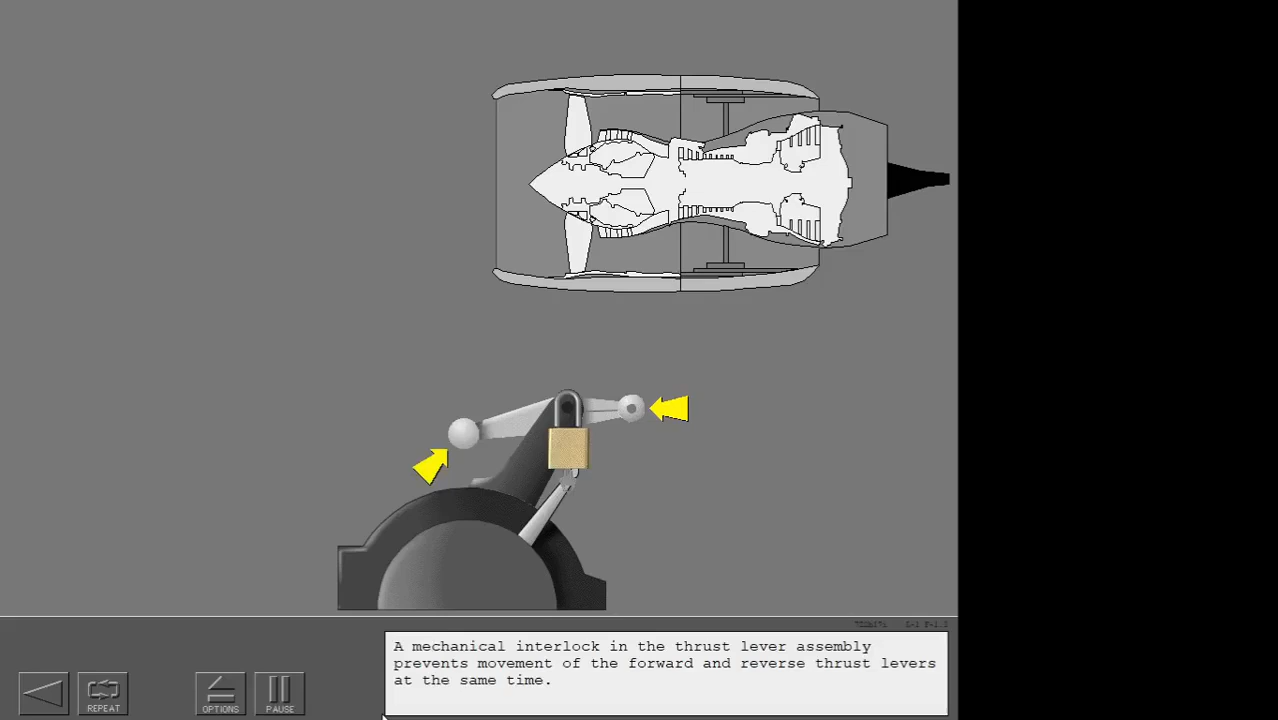 A mechanical interlock in the thrust lever assembly
prevents movement of the forward and reverse thrust levers
at the same time.
REPEAT
OPTIONS
PAUSE